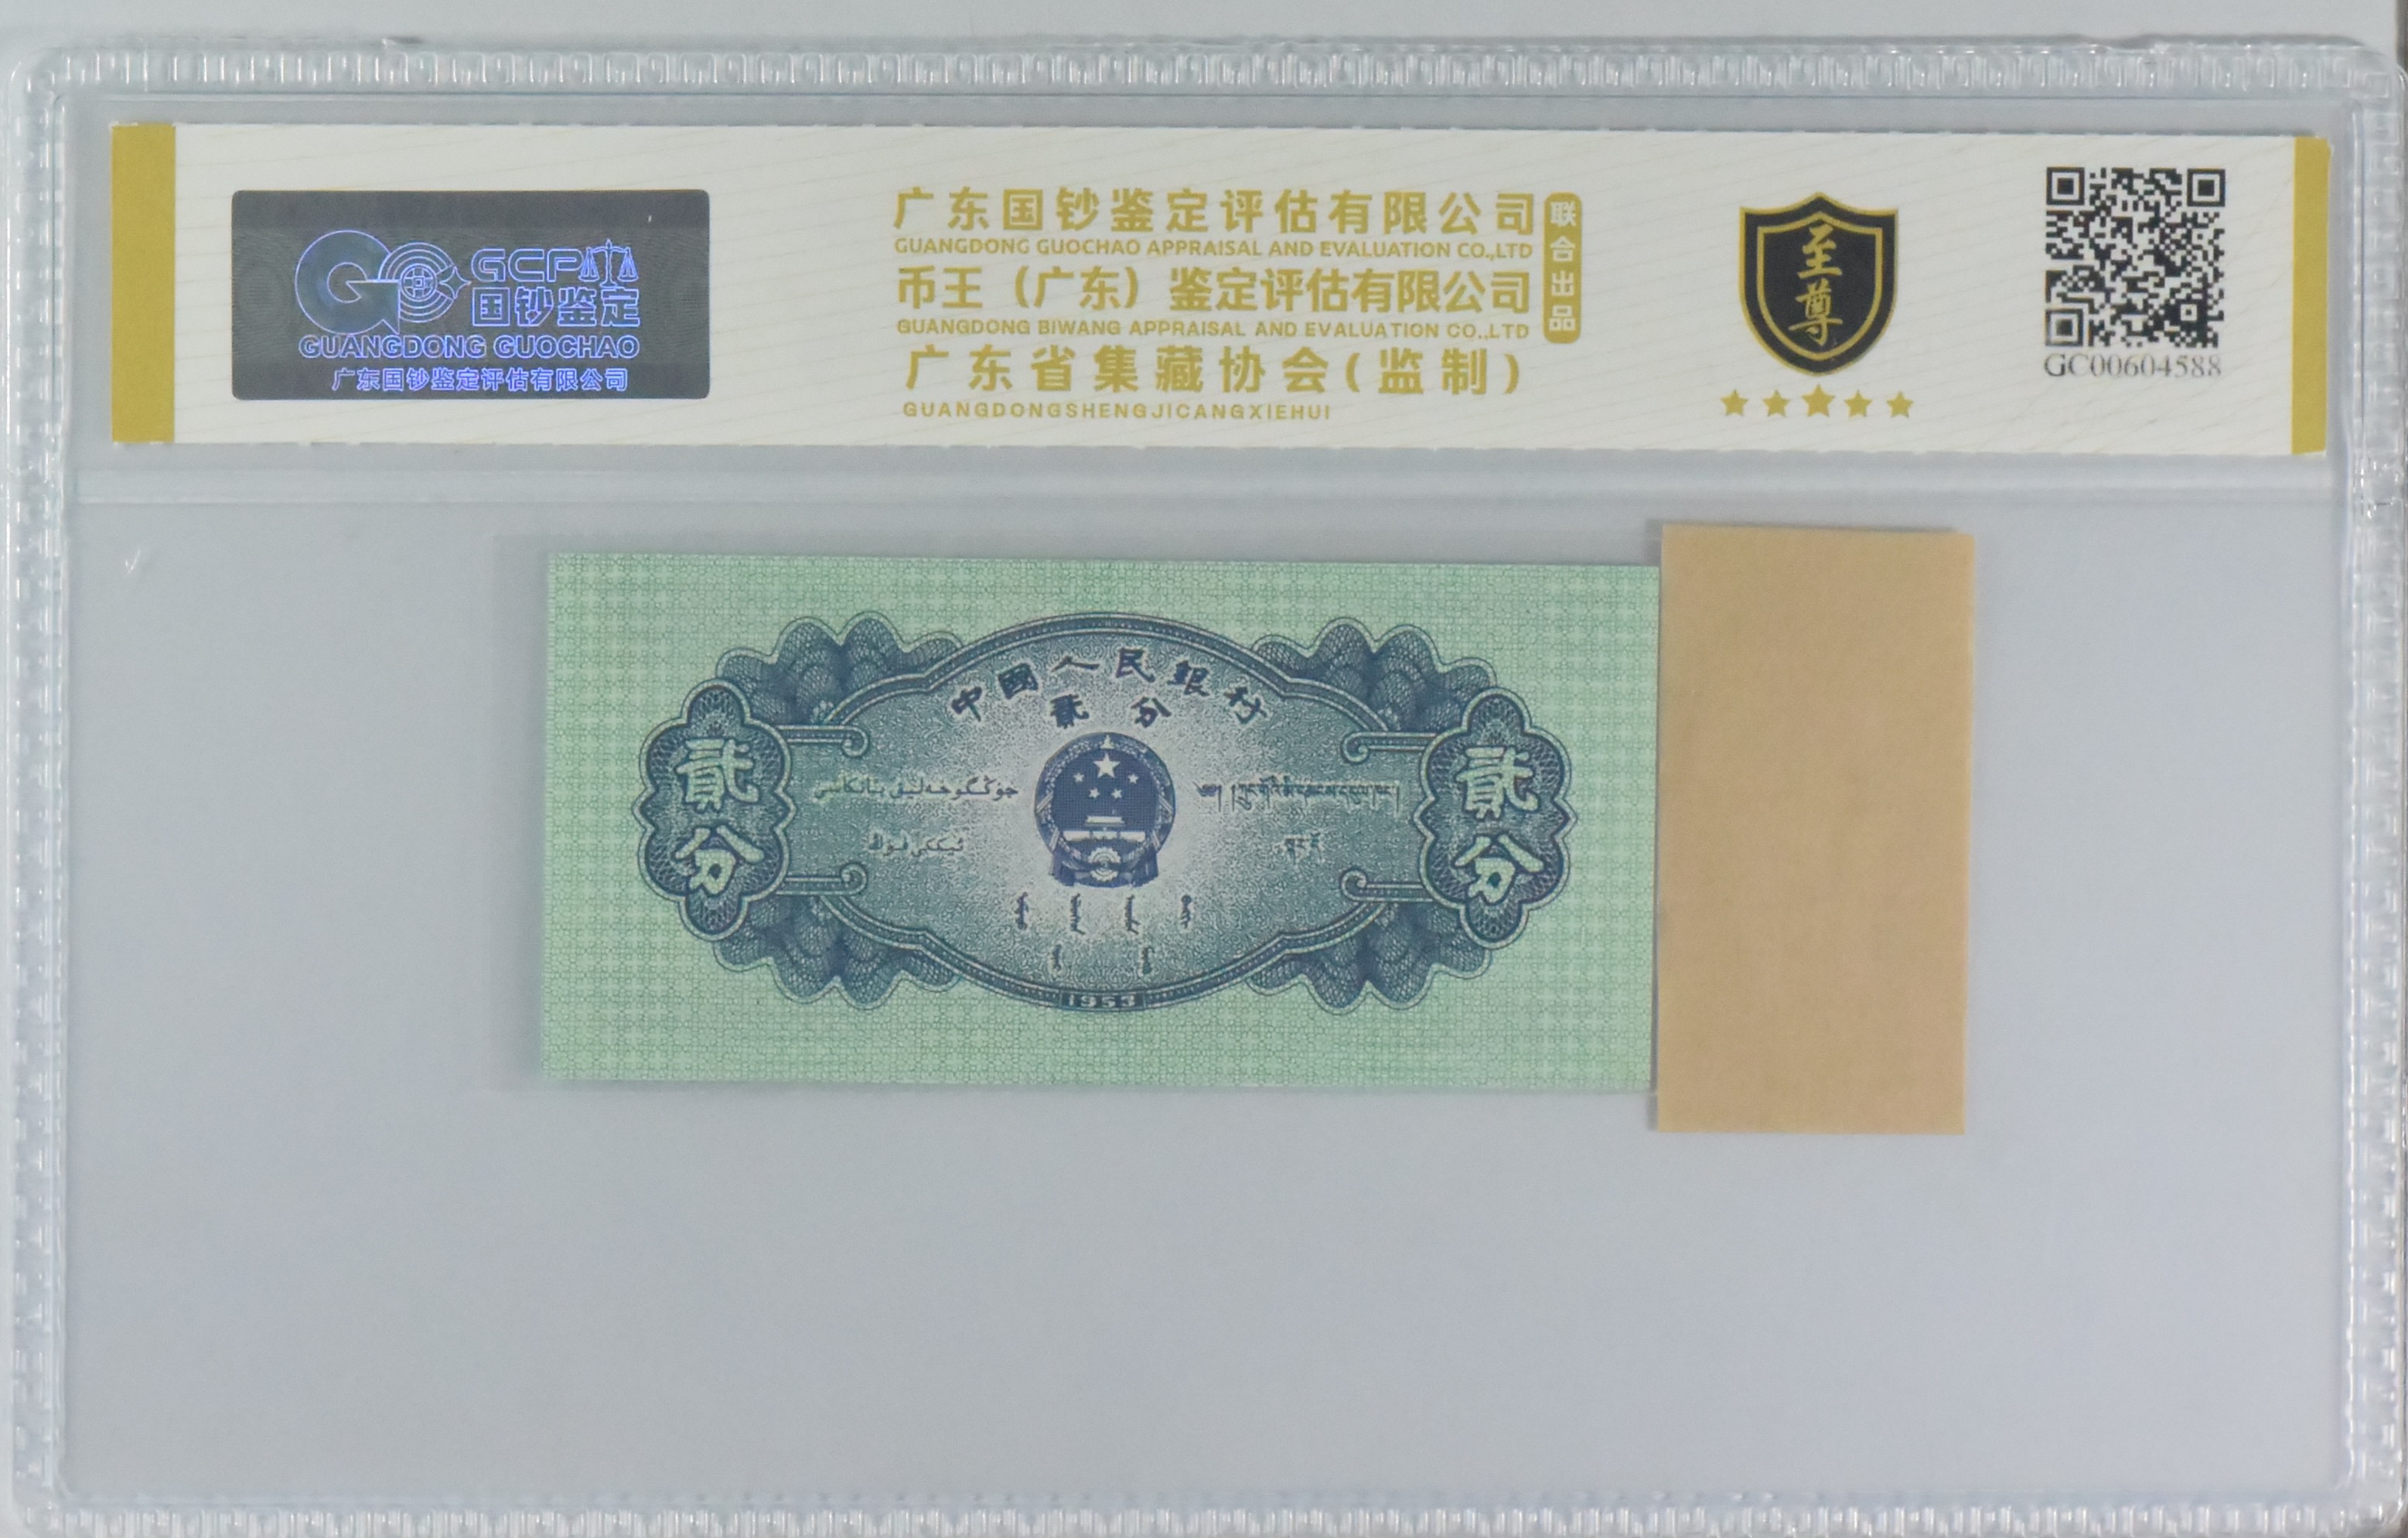 GCP
国钞鉴定
GUANGDONG GUOCHAO
广东国钞鉴定评估有限公司
广东国钞鉴定评估有限公司
GUANGDONG GUOCHAO APPRAISAL AND EVALUATION CO.,LTD
币王（广东）鉴定评估有限公司
GUANGDONG BIWANG APPRAISAL AND EVALUATION CO.,LTD
广东省集藏协会(监制)
GUANGDONGSHENGJICANGXIEHUI
联合出品
至尊
GC00604588
中國人民銀行
貳分
貳分
貳分
1953